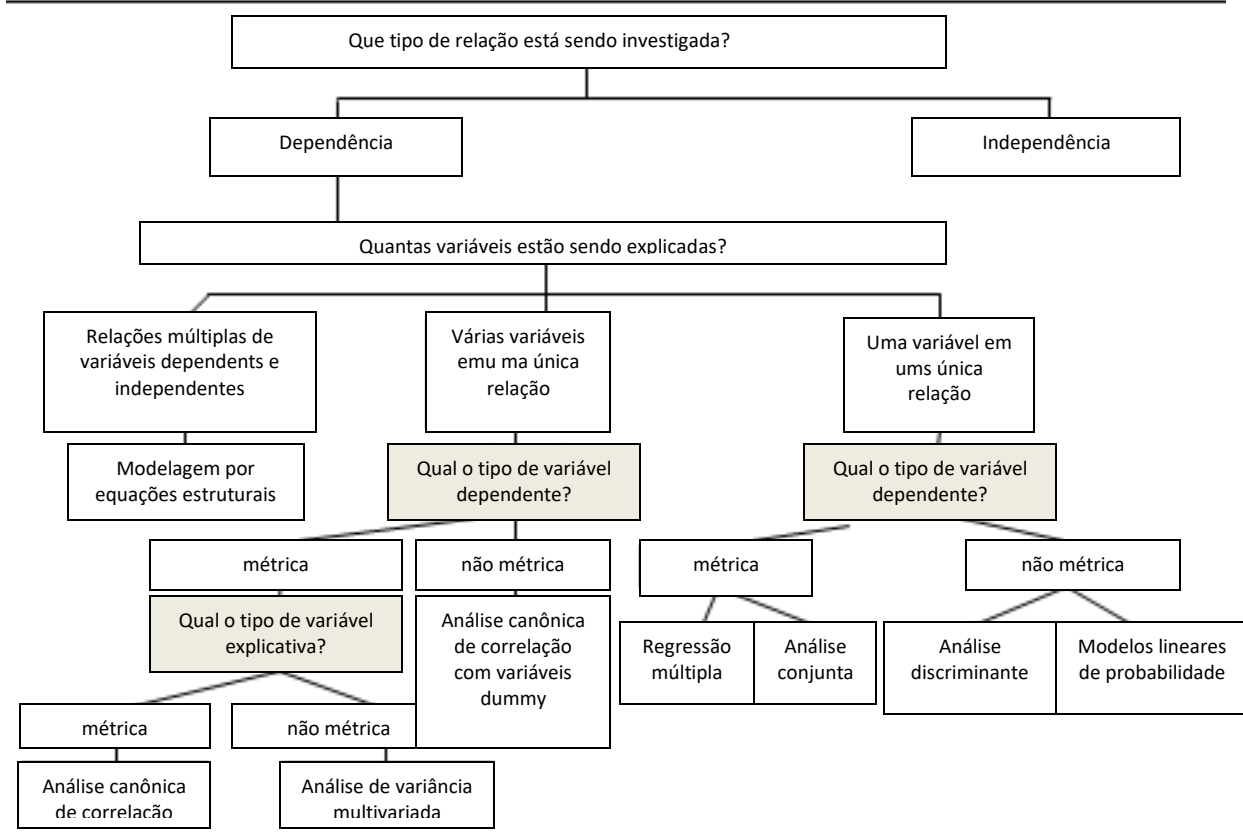 Que tipo de relação está sendo investigada?
Dependência
Independência
Quantas variáveis estão sendo explicadas?
Relações múltiplas de
variáveis dependents e
independentes
Várias variáveis
emu ma única
relação
Uma variável em
ums única
relação
Modelagem por
equações estruturais
Qual o tipo de variável
dependente?
Qual o tipo de variável
dependente?
métrica
não métrica
métrica
não métrica
Qual o tipo de variável
explicativa?
Análise canônica
de correlação
com variáveis
dummy
Regressão
múltipla
Análise
conjunta
Análise
discriminante
Modelos lineares
de probabilidade
métrica
não métrica
Análise canônica
de correlação
Análise de variância
multivariada